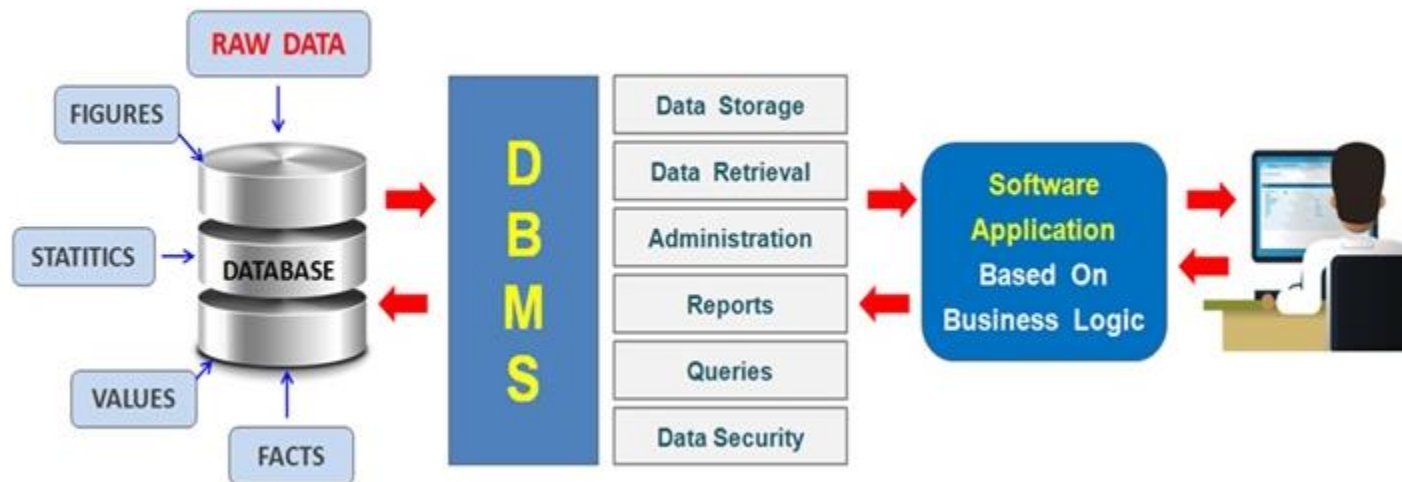 RAW DATA
FIGURES
STATITICS
DATABASE
VALUES
FACTS
D
B
M
S
Data Storage
Data Retrieval
Administration
Reports
Queries
Data Security
Software
Application
Based On
Business Logic